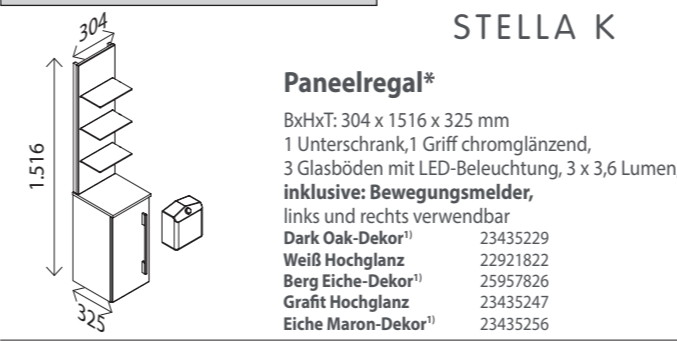 304
STELLA K
Paneelregal*
BxHxT: 304 x 1516 x 325 mm
1 Unterschrank,1 Griff chromglänzend,
3 Glasböden mit LED-Beleuchtung, 3 x 3,6 Lumen,
inklusive: Bewegungsmelder,
links und rechts verwendbar
Dark Oak-Dekor¹⁾ 23435229
Weiß Hochglanz 22921822
Berg Eiche-Dekor¹⁾ 25957826
Grafit Hochglanz 23435247
Eiche Maron-Dekor¹⁾ 23435256
1.516
325